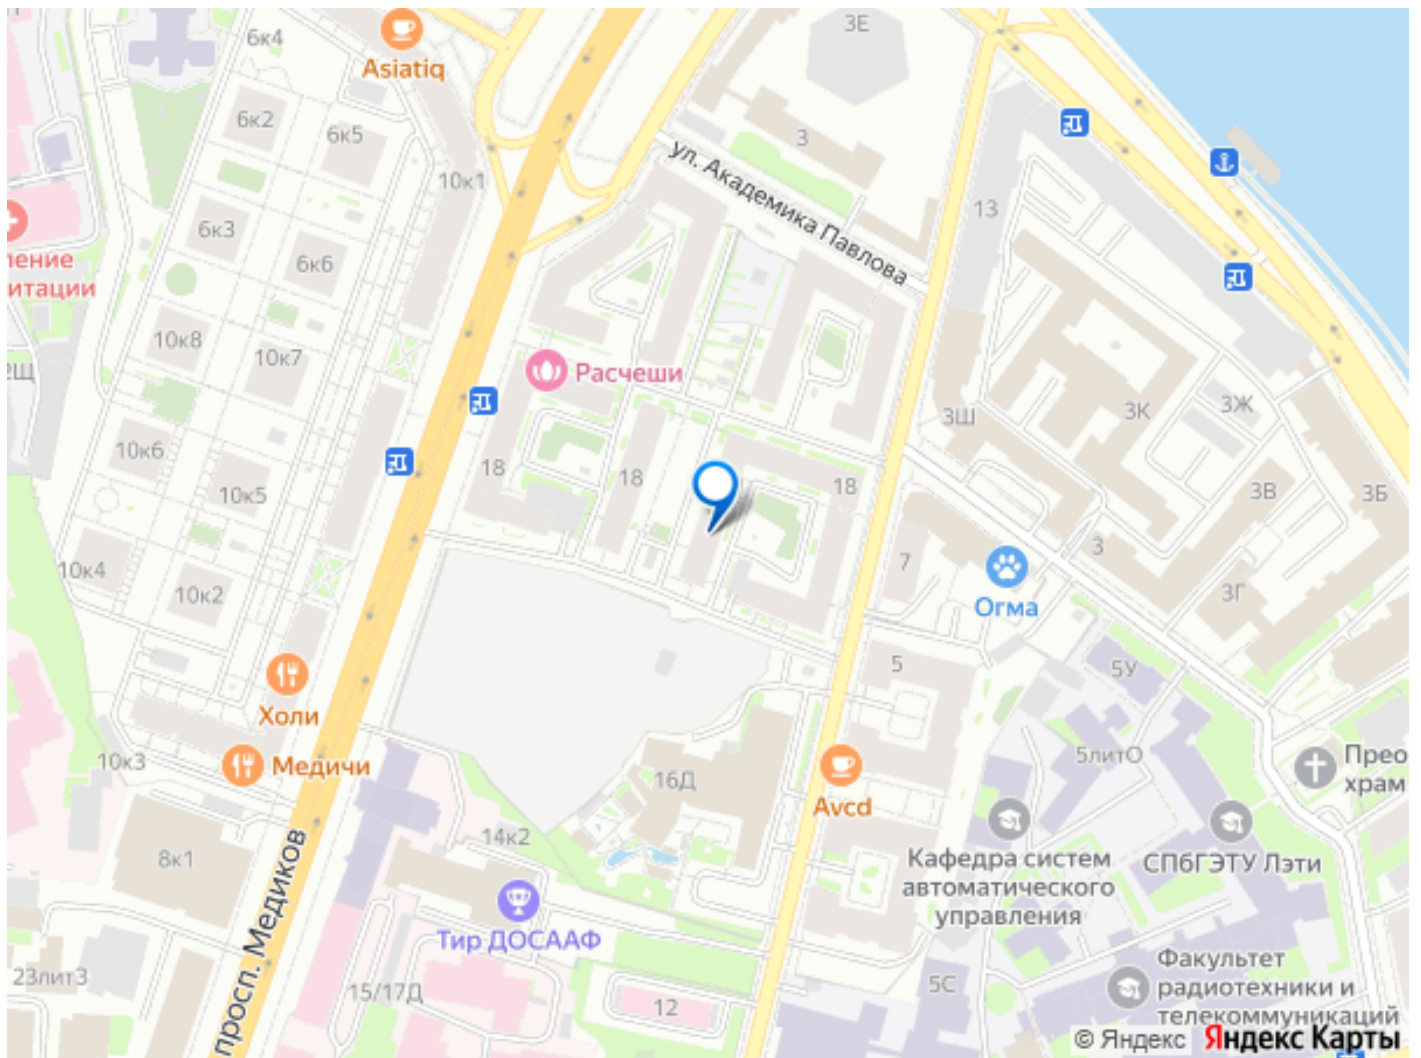 6к4
3Е
Asiatiq
6к2
6к5
3
ул. Академика Павлова
10к1
13
6к3
6к6
ление
итации
10к8
10к7
2Щ
Расчеши
3Ш
3К
3Ж
10к6
18
18
18
10к5
3В
3Б
7
3
10к4
10к2
Огма
3Г
5
5У
Холи
10к3
Медичи
16Д
5литО
Прео
храм
Avcd
14к2
8к1
Кафедра систем
автоматического
управления
СПбГЭТУ Лэти
просп. Медиков
Тир ДОСААФ
23лит3
15/17Д
12
5С
Факультет
радиотехники и
телекоммуникаций
© Яндекс Яндекс Карты